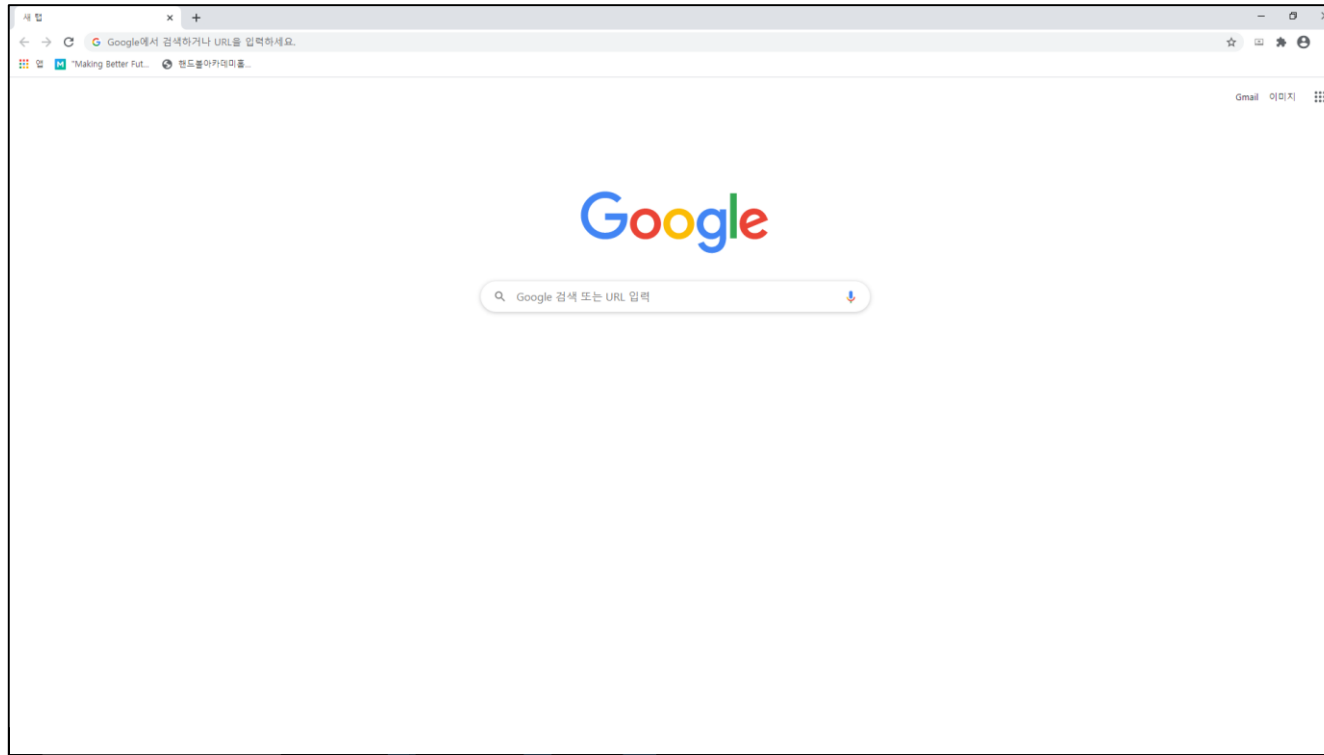 새 탭
Google에서 검색하거나 URL을 입력하세요.
앱 "Making Better Fut... 핸드볼아카데미홈...
Gmail 이미지
Google
Google 검색 또는 URL 입력